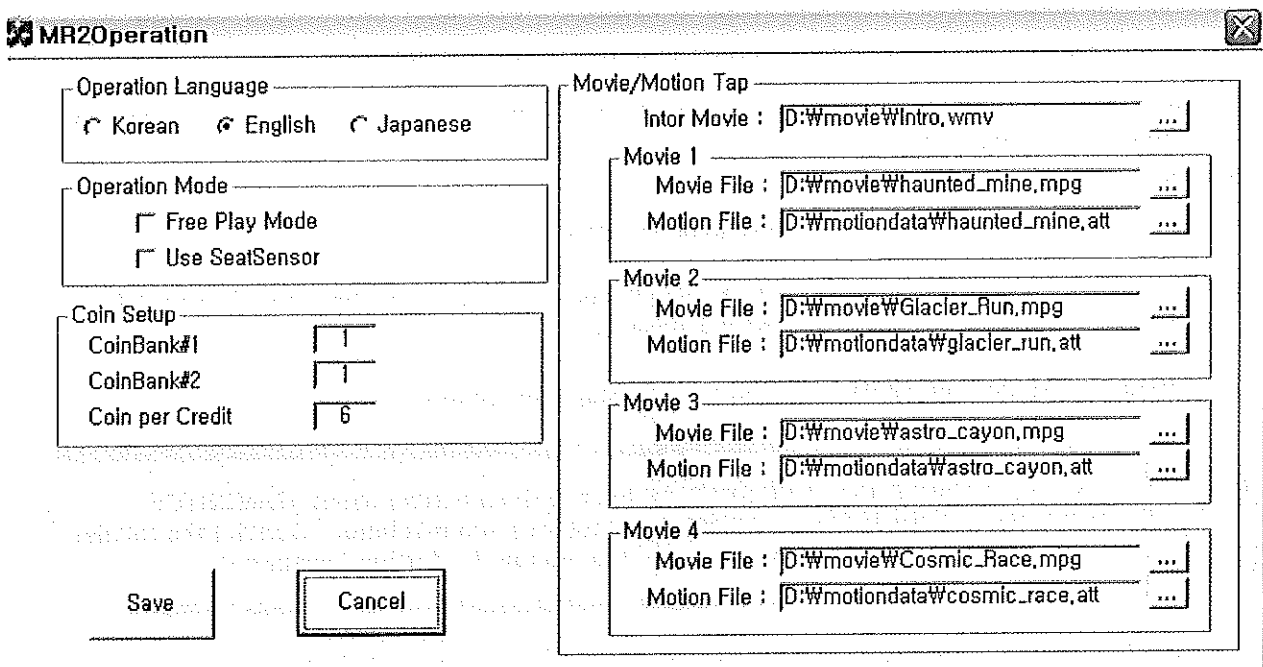 MR2Operation
Operation Language
Korean English Japanese
Operation Mode
Free Play Mode
Use SeatSensor
Coin Setup
CoinBank#1 1
CoinBank#2 1
Coin per Credit 6
Save Cancel
Movie/Motion Tap
Intor Movie : D:₩movie₩Intro.wmv ...
Movie 1
Movie File : D:₩movie₩haunted_mine.mpg ...
Motion File : D:₩motiondata₩haunted_mine.att ...
Movie 2
Movie File : D:₩movie₩Glacier_Run.mpg ...
Motion File : D:₩motiondata₩glacier_run.att ...
Movie 3
Movie File : D:₩movie₩astro_cayon.mpg ...
Motion File : D:₩motiondata₩astro_cayon.att ...
Movie 4
Movie File : D:₩movie₩Cosmic_Race.mpg ...
Motion File : D:₩motiondata₩cosmic_race.att ...